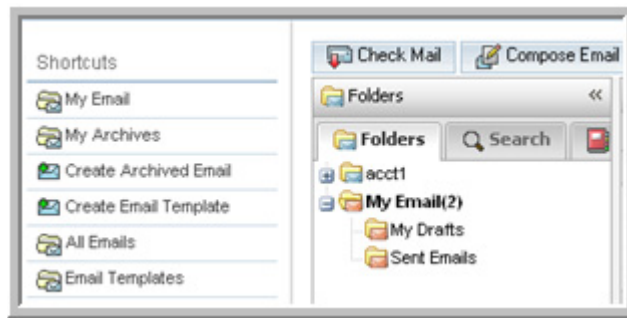 Shortcuts
My Email
My Archives
Create Archived Email
Create Email Template
All Emails
Email Templates
Check Mail
Compose Email
Folders
«
Folders
Search
acct1
My Email(2)
My Drafts
Sent Emails